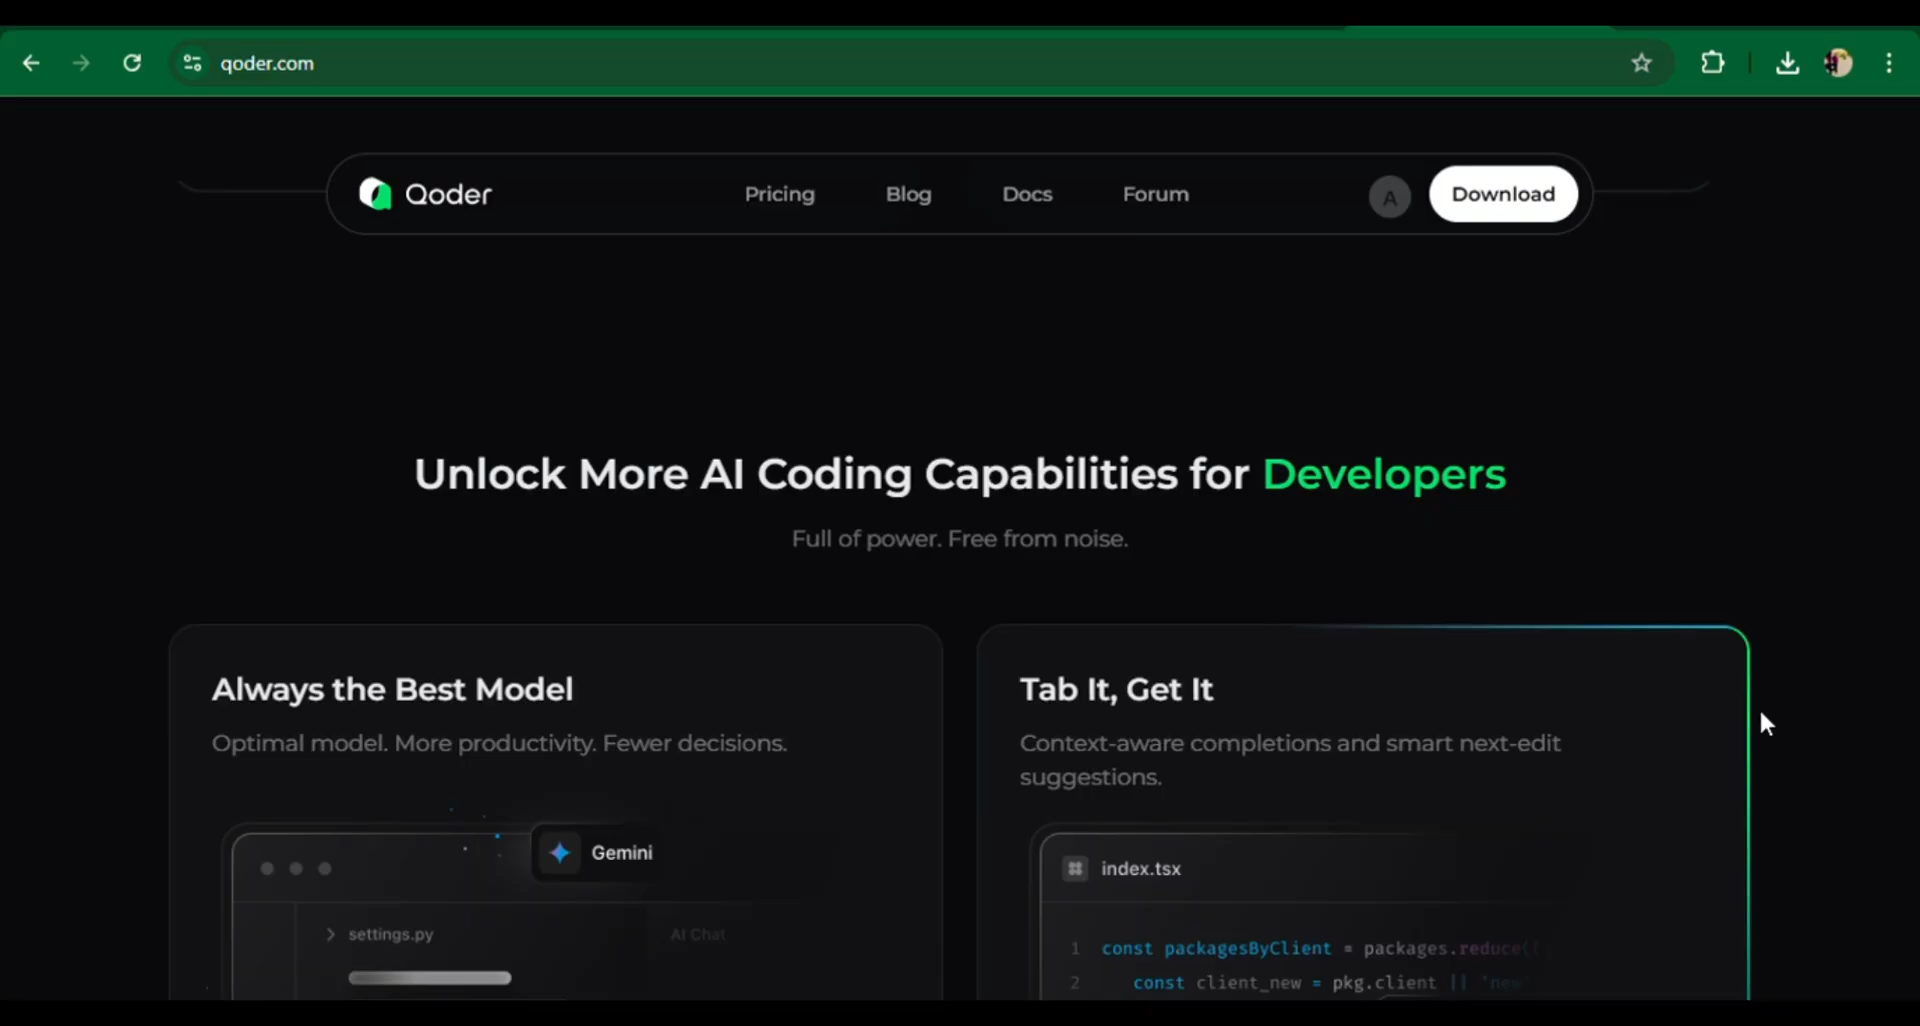 qoder.com
Qoder
Pricing
Blog
Docs
Forum
A
Download
Unlock More AI Coding Capabilities for Developers
Full of power. Free from noise.
Always the Best Model
Optimal model. More productivity. Fewer decisions.
Gemini
settings.py
AI Chat
Tab It, Get It
Context-aware completions and smart next-edit
suggestions.
index.tsx
1 const packagesByClient = packages.reduce((
2 const client_new = pkg.client || 'new'